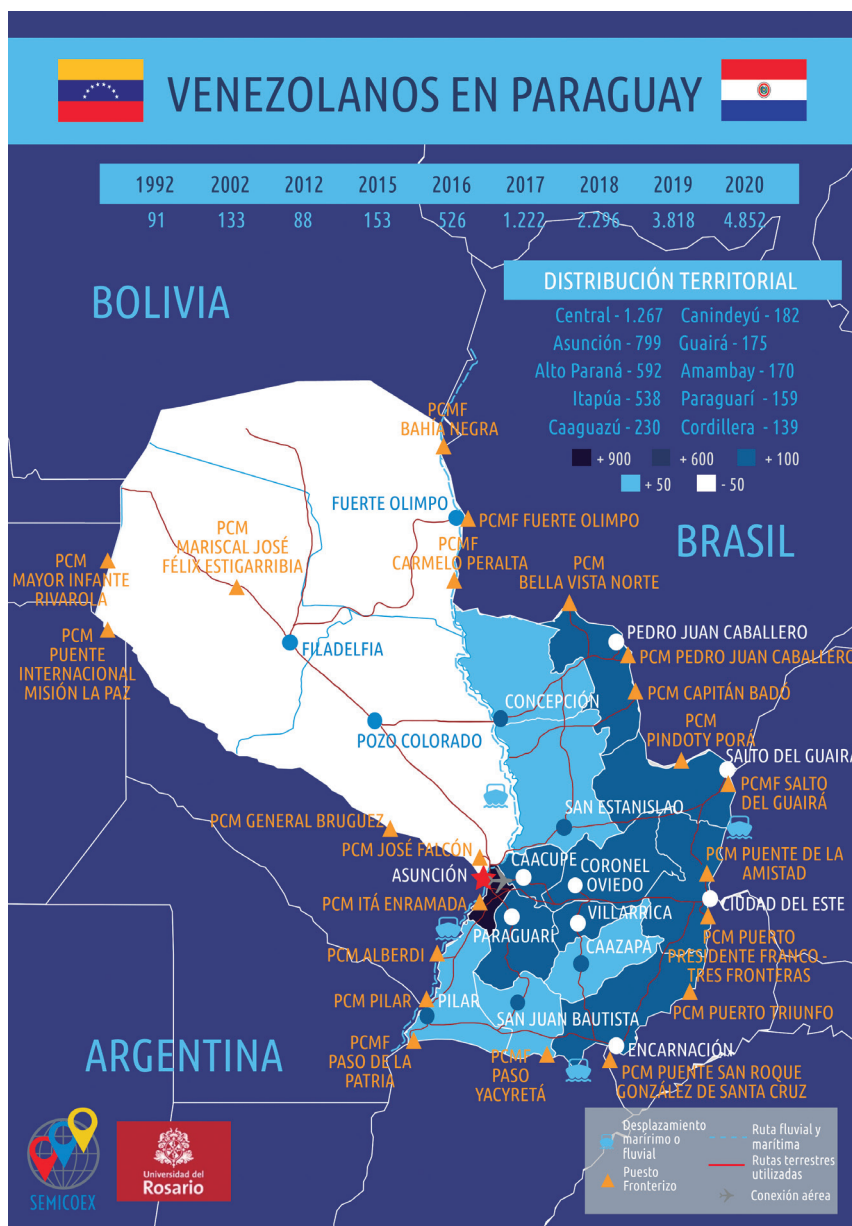 VENEZOLANOS EN PARAGUAY
1992 2002 2012 2015 2016 2017 2018 2019 2020
91 133 88 153 526 1.222 2.296 3.818 4.852
DISTRIBUCIÓN TERRITORIAL
Central - 1.267 Canindeyú - 182
Asunción - 799 Guairá - 175
Alto Paraná - 592 Amambay - 170
Itapúa - 538 Paraguarí - 159
Caaguazú - 230 Cordillera - 139
+ 900 + 600 + 100
+ 50 - 50
BOLIVIA
PCMF
BAHÍA NEGRA
FUERTE OLIMPO
PCMF FUERTE OLIMPO
BRASIL
PCM
MARISCAL JOSÉ
FÉLIX ESTIGARRIBIA
PCMF
CARMELO PERALTA
PCM
MAYOR INFANTE
RIVAROLA
PCM
BELLA VISTA NORTE
PCM
PUENTE
INTERNACIONAL
MISIÓN LA PAZ
FILADELFIA
PEDRO JUAN CABALLERO
PCM PEDRO JUAN CABALLERO
PCM CAPITÁN BADÓ
CONCEPCIÓN
POZO COLORADO
PCM
PINDOTY PORÁ
SALTO DEL GUAIRÁ
PCMF SALTO
DEL GUAIRÁ
SAN ESTANISLAO
PCM GENERAL BRUGUEZ
PCM JOSÉ FALCÓN
CAACUPE
CORONEL
OVIEDO
PCM PUENTE DE LA
AMISTAD
ASUNCIÓN
PCM ITÁ ENRAMADA
CIUDAD DEL ESTE
VILLARRICA
PARAGUARÍ
CAAZAPÁ
PCM PUERTO
PRESIDENTE FRANCO -
TRES FRONTERAS
PCM ALBERDI
PCM PILAR
PILAR
SAN JUAN BAUTISTA
PCM PUERTO TRIUNFO
ARGENTINA
PCMF
PASO DE LA
PATRIA
PCMF
PASO
YACYRETÁ
ENCARNACIÓN
PCM PUENTE SAN ROQUE
GONZÁLEZ DE SANTA CRUZ
Desplazamiento
marírimo o
fluvial
Puesto
Fronterizo
Ruta fluvial y
marítima
Rutas terrestres
utilizadas
Conexión aérea
SEMICOEX
Universidad del
Rosario